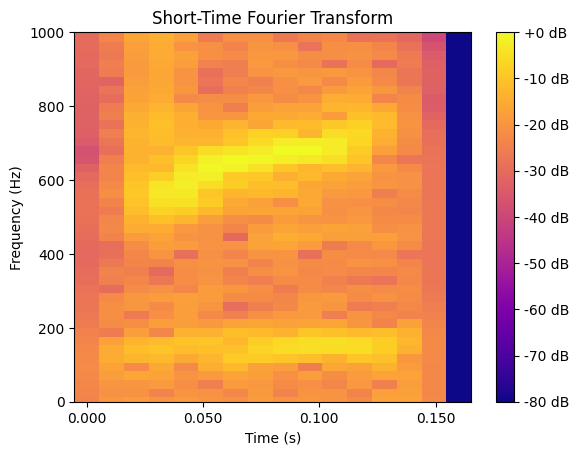 Short-Time Fourier Transform
1000
800
600
400
200
0
Frequency (Hz)
0.000
0.050
0.100
0.150
Time (s)
+0 dB
-10 dB
-20 dB
-30 dB
-40 dB
-50 dB
-60 dB
-70 dB
-80 dB